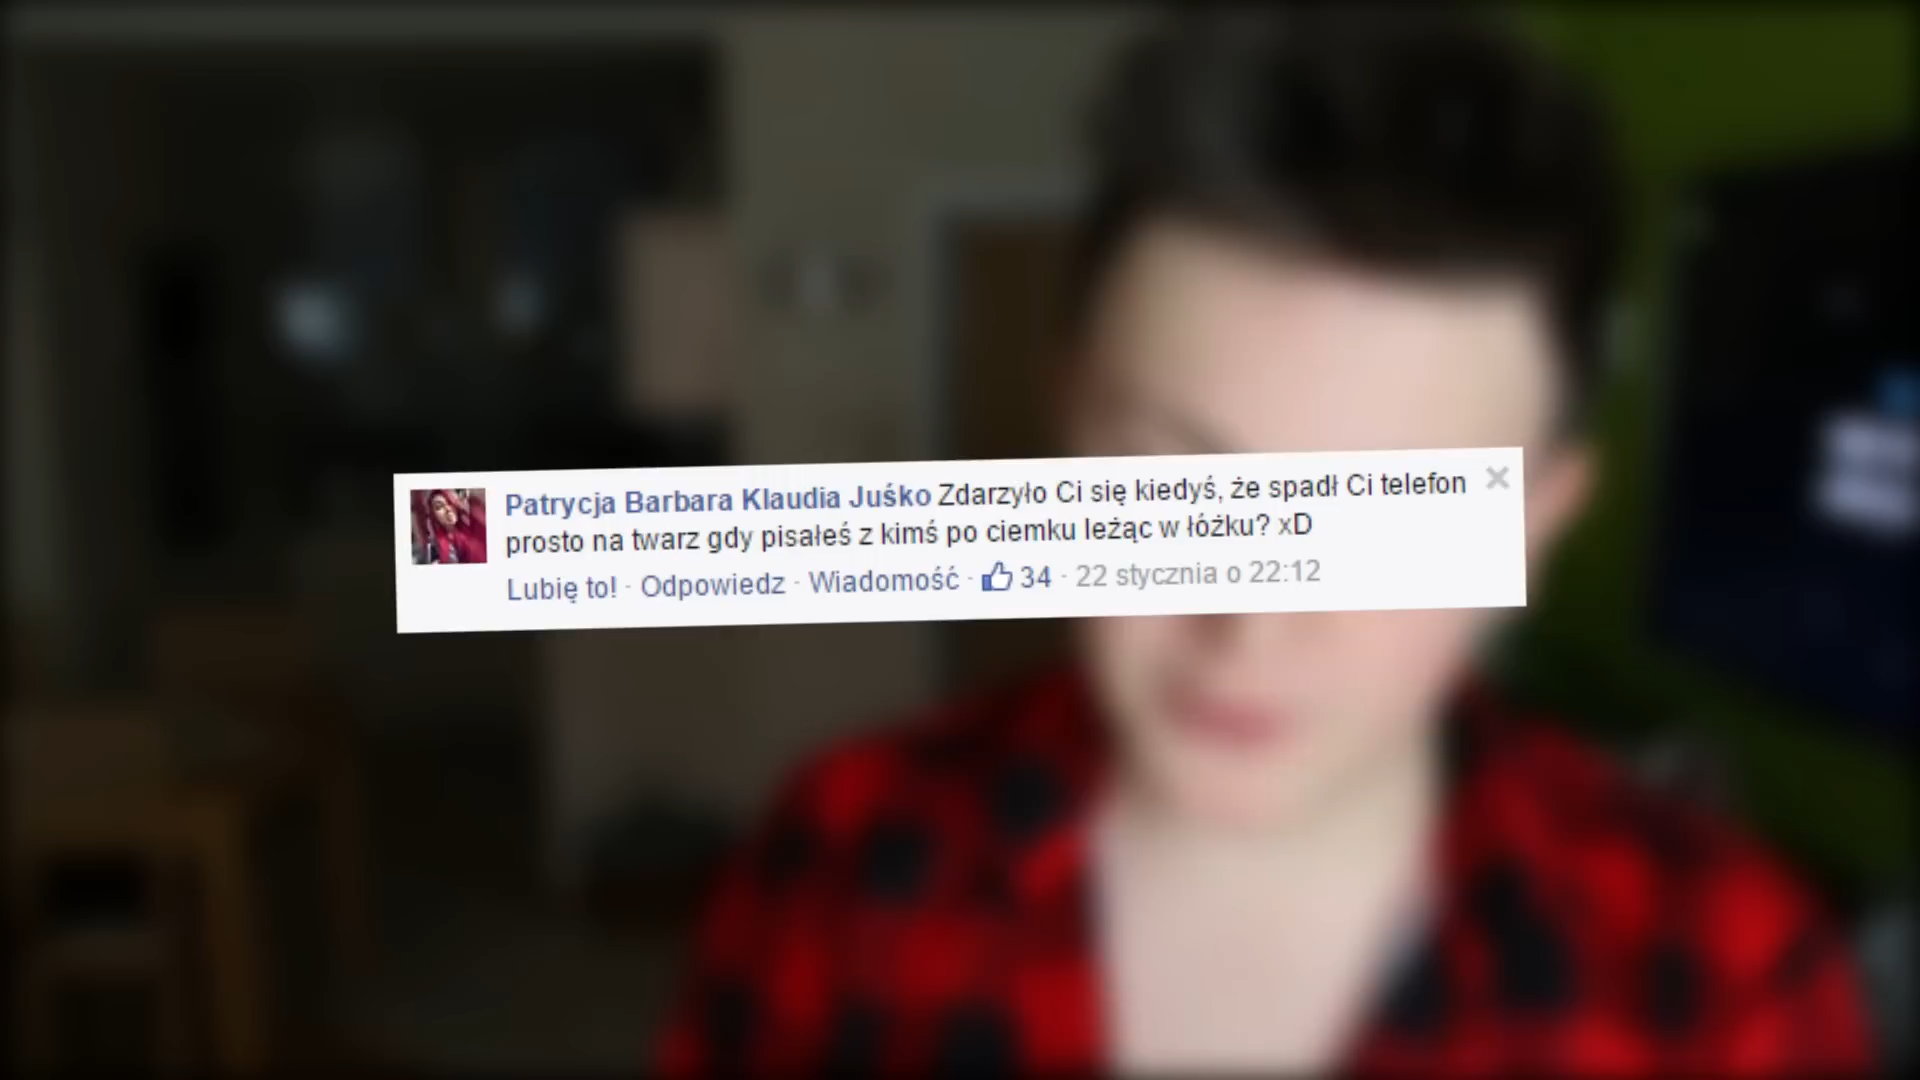 Patrycja Barbara Klaudia Juśko Zdarzyło Ci się kiedyś, że spadł Ci telefon
prosto na twarz gdy pisałeś z kimś po ciemku leżąc w łóżku? xD
Lubię to! · Odpowiedz · Wiadomość · 34 · 22 stycznia o 22:12